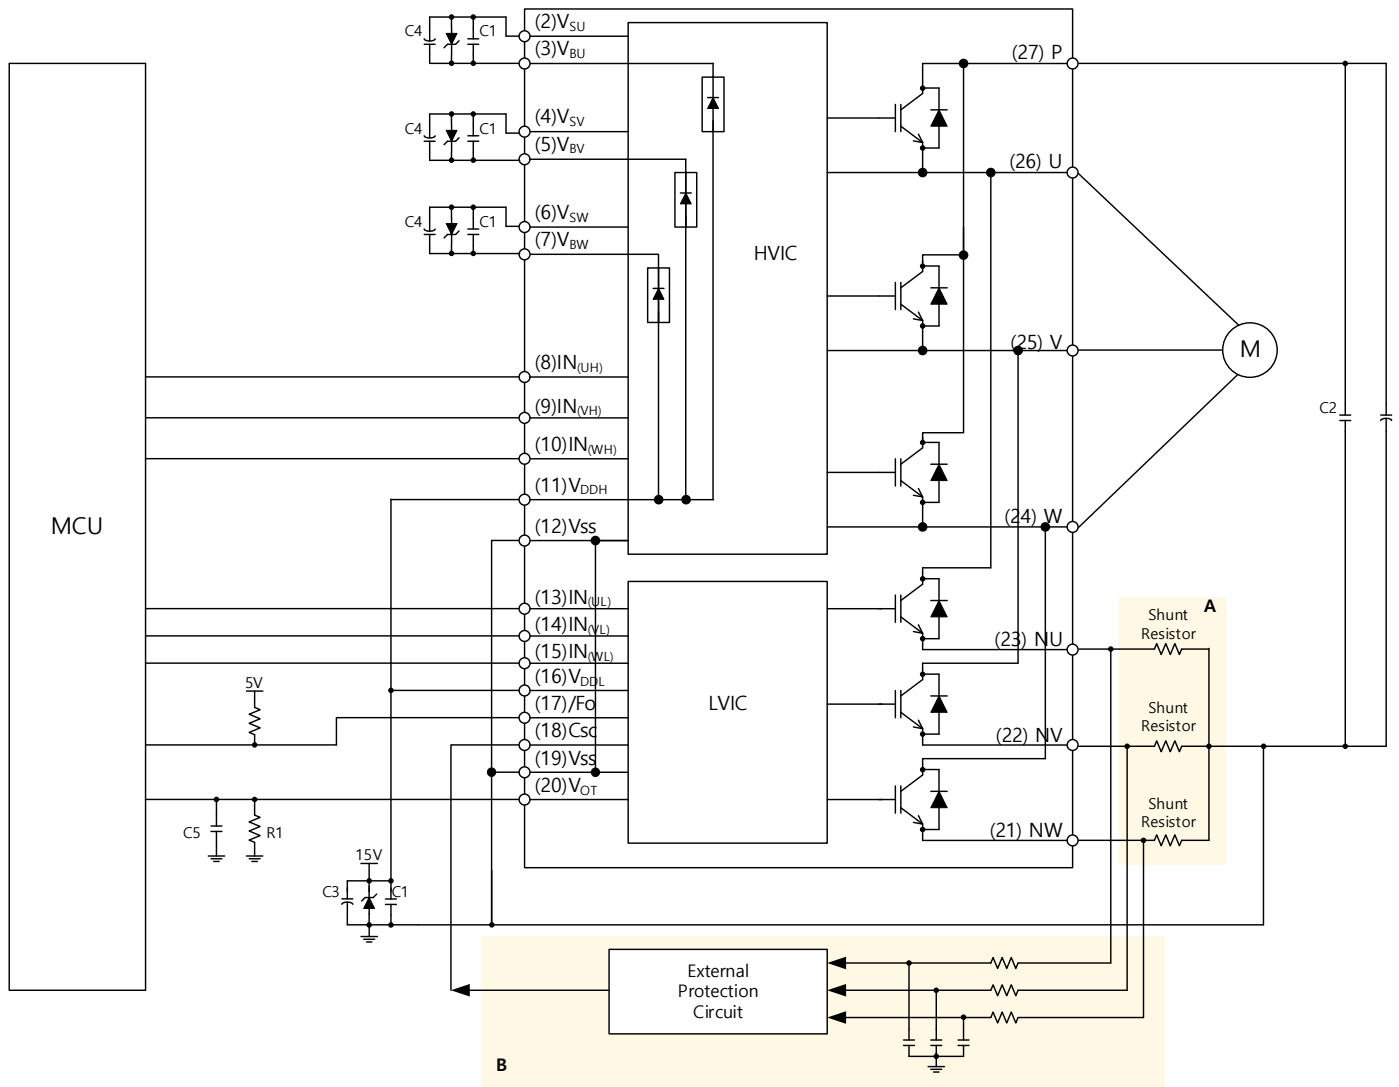 C4
C1
(2)VSU
(3)VBU
C4
C1
(4)VSV
(5)VBV
C4
C1
(6)VSW
(7)VBW
HVIC
(27) P
(26) U
(25) V
M
C2
MCU
(8)IN(UH)
(9)IN(VH)
(10)IN(WH)
(11)VDDH
(12)Vss
(24) W
(13)IN(UL)
(14)IN(VL)
(15)IN(WL)
(16)VDDL
(17)/Fo
(18)Csc
(19)Vss
(20)VOT
LVIC
5V
C5
R1
15V
C3
C1
(23) NU
(22) NV
(21) NW
A
Shunt
Resistor
Shunt
Resistor
Shunt
Resistor
External
Protection
Circuit
B